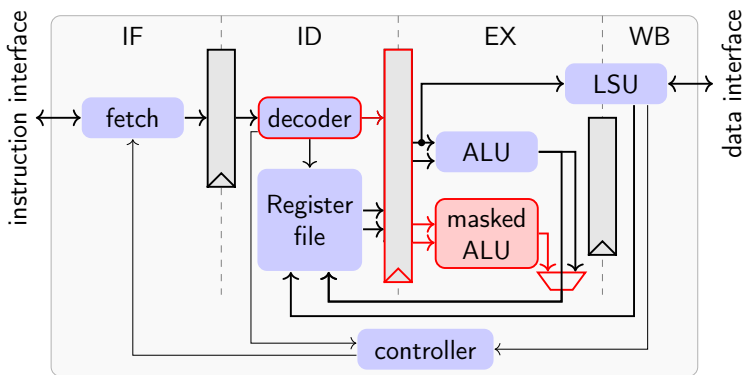 IF
ID
EX
WB
instruction interface
fetch
decoder
LSU
data interface
ALU
Register
file
masked
ALU
controller